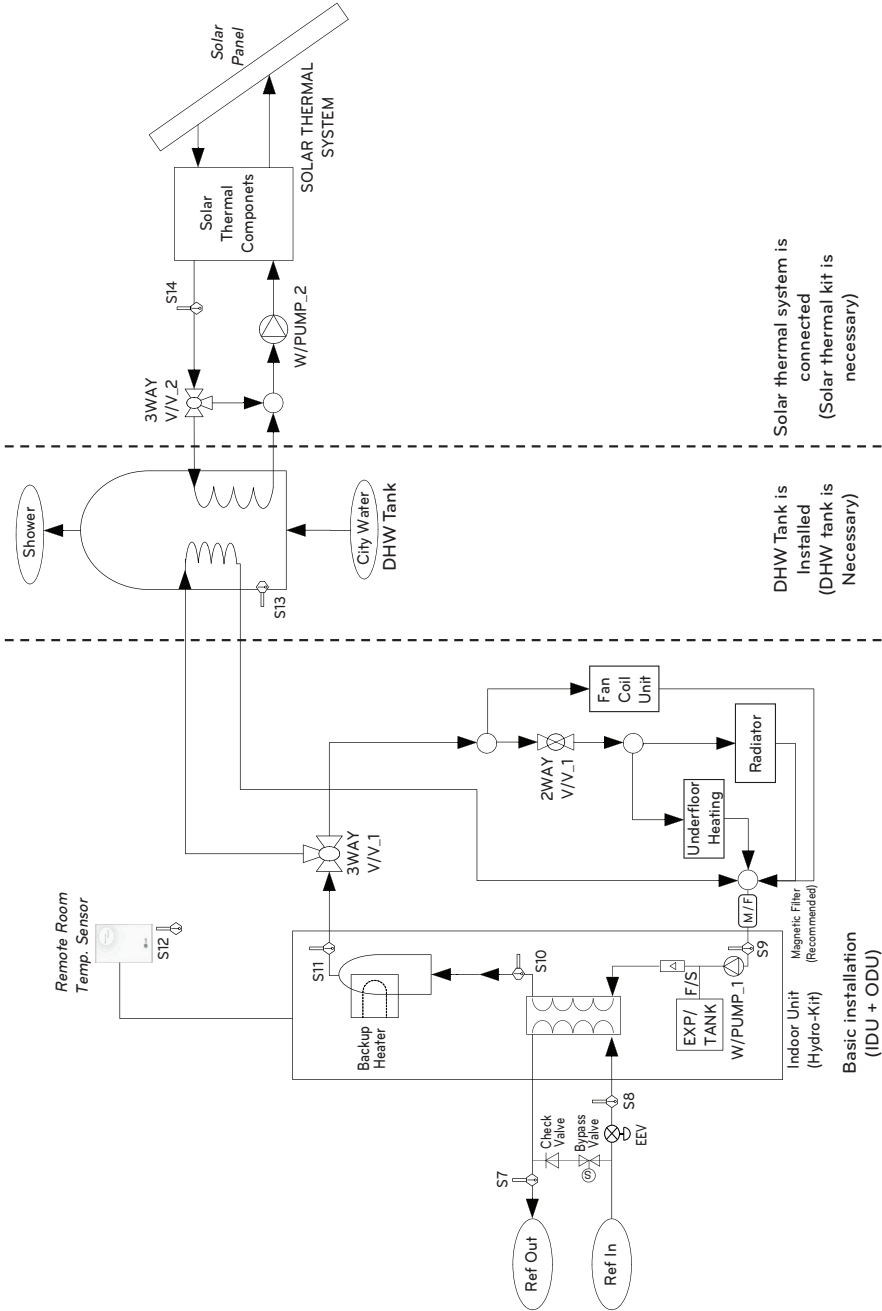 Solar
Panel
SOLAR THERMAL
SYSTEM
Solar
Thermal
Componets
S14
3WAY
V/V_2
W/PUMP_2
Solar thermal system is
connected
(Solar thermal kit is
necessary)
Shower
City Water
DHW Tank
S13
DHW Tank is
Installed
(DHW tank is
Necessary)
Remote Room
Temp. Sensor
S12
3WAY
V/V_1
2WAY
V/V_1
Fan
Coil
Unit
Radiator
Underfloor
Heating
M/F
Magnetic Filter
(Recommended)
S11
S10
S9
Backup
Heater
F/S
EXP/
TANK
W/PUMP_1
Indoor Unit
(Hydro-Kit)
Basic installation
(IDU + ODU)
S7
Check
Valve
Bypass
Valve
S
S8
EEV
Ref Out
Ref In